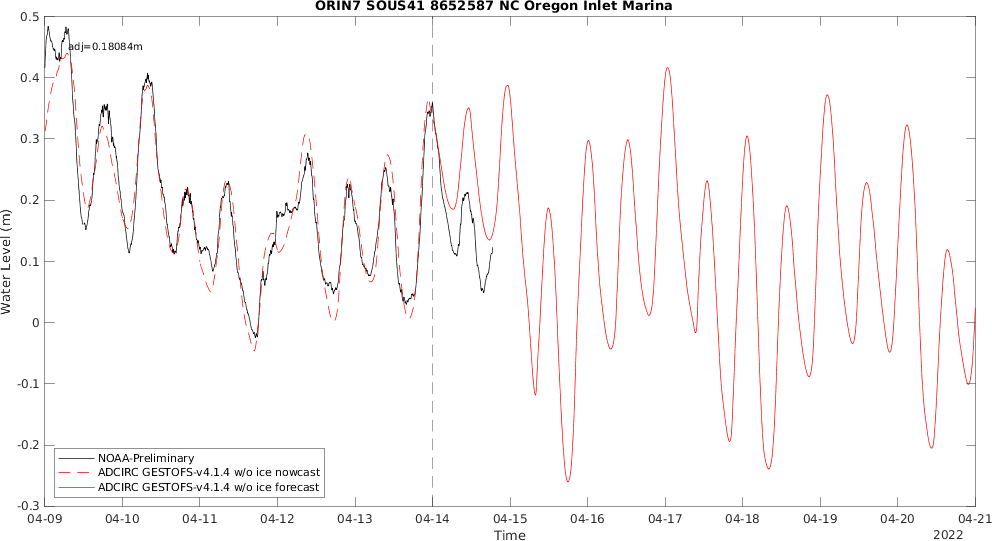 ORIN7 SOUS41 8652587 NC Oregon Inlet Marina
0.5
adj=0.18084m
0.4
0.3
0.2
0.1
0
-0.1
-0.2
-0.3
Water Level (m)
NOAA-Preliminary
ADCIRC GESTOFS-v4.1.4 w/o ice nowcast
ADCIRC GESTOFS-v4.1.4 w/o ice forecast
04-09 04-10 04-11 04-12 04-13 04-14 04-15 04-16 04-17 04-18 04-19 04-20 04-21
Time
2022